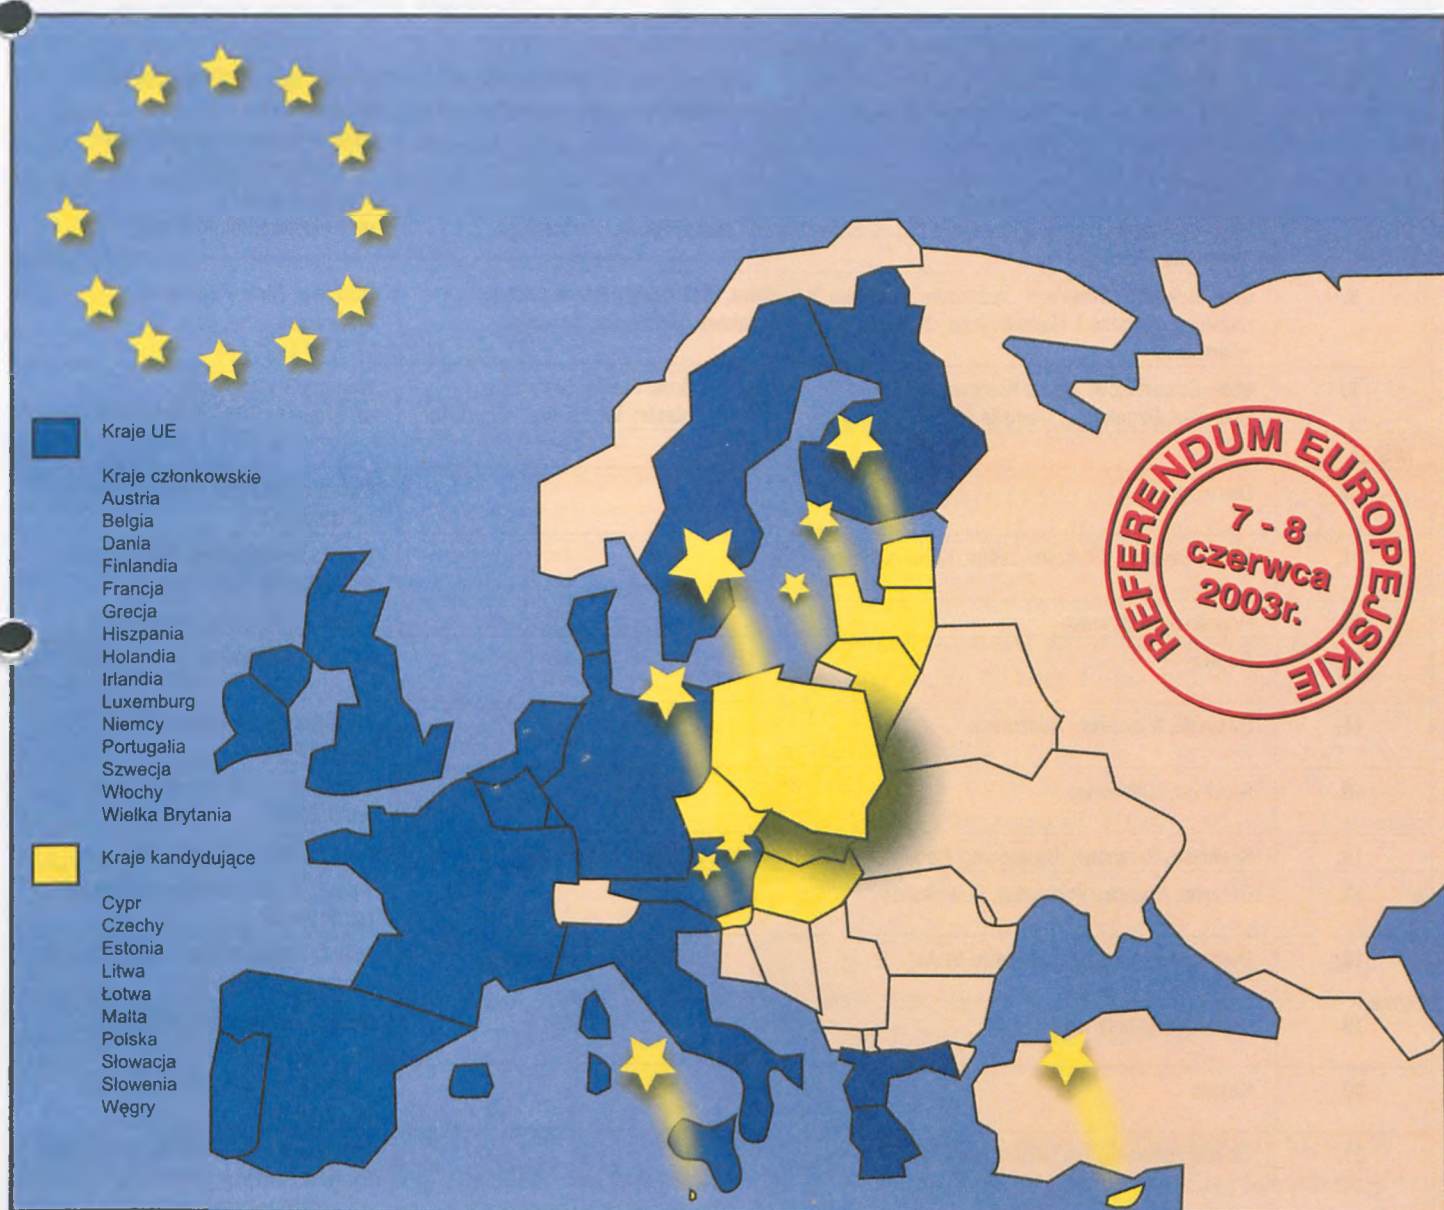 Kraje UE
Kraje członkowskie
Austria
Belgia
Dania
Finlandia
Francja
Grecja
Hiszpania
Holandia
Irlandia
Luxemburg
Niemcy
Portugalia
Szwecja
Włochy
Wielka Brytania
Kraje kandydujące
Cypr
Czechy
Estonia
Litwa
Łotwa
Malta
Polska
Słowacja
Słowenia
Węgry
REFERENDUM EUROPEJSKIE
7 - 8
czerwca
2003r.